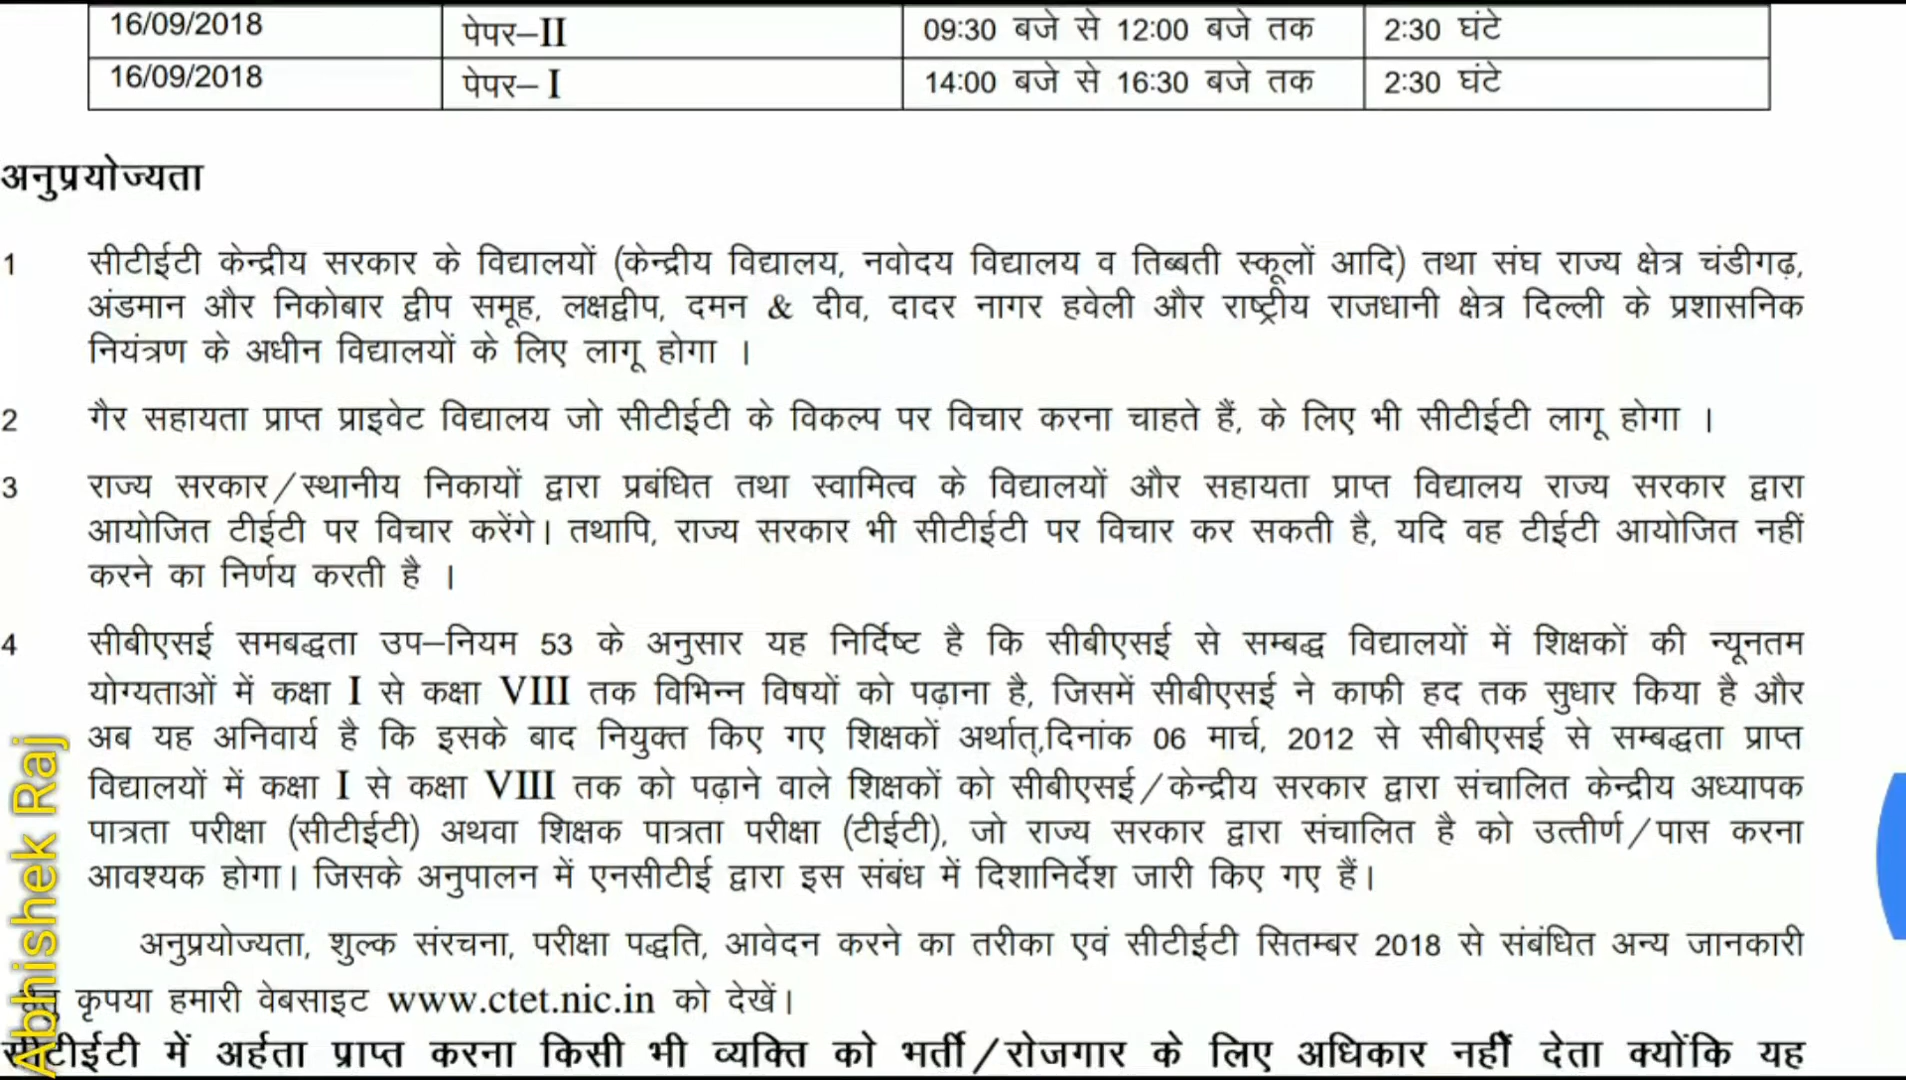 16/09/2018 पेपर–II 09:30 बजे से 12:00 बजे तक 2:30 घंटे
16/09/2018 पेपर– I 14:00 बजे से 16:30 बजे तक 2:30 घंटे
अनुप्रयोज्यता
1 सीटीईटी केन्द्रीय सरकार के विद्यालयों (केन्द्रीय विद्यालय, नवोदय विद्यालय व तिब्बती स्कूलों आदि) तथा संघ राज्य क्षेत्र चंडीगढ़,
अंडमान और निकोबार द्वीप समूह, लक्षद्वीप, दमन & दीव, दादर नागर हवेली और राष्ट्रीय राजधानी क्षेत्र दिल्ली के प्रशासनिक
नियंत्रण के अधीन विद्यालयों के लिए लागू होगा ।
2 गैर सहायता प्राप्त प्राइवेट विद्यालय जो सीटीईटी के विकल्प पर विचार करना चाहते हैं, के लिए भी सीटीईटी लागू होगा ।
3 राज्य सरकार/स्थानीय निकायों द्वारा प्रबंधित तथा स्वामित्व के विद्यालयों और सहायता प्राप्त विद्यालय राज्य सरकार द्वारा
आयोजित टीईटी पर विचार करेंगे। तथापि, राज्य सरकार भी सीटीईटी पर विचार कर सकती है, यदि वह टीईटी आयोजित नहीं
करने का निर्णय करती है ।
4 सीबीएसई समबद्धता उप–नियम 53 के अनुसार यह निर्दिष्ट है कि सीबीएसई से सम्बद्ध विद्यालयों में शिक्षकों की न्यूनतम
योग्यताओं में कक्षा I से कक्षा VIII तक विभिन्न विषयों को पढ़ाना है, जिसमें सीबीएसई ने काफी हद तक सुधार किया है और
अब यह अनिवार्य है कि इसके बाद नियुक्त किए गए शिक्षकों अर्थात्,दिनांक 06 मार्च, 2012 से सीबीएसई से सम्बद्धता प्राप्त
विद्यालयों में कक्षा I से कक्षा VIII तक को पढ़ाने वाले शिक्षकों को सीबीएसई/केन्द्रीय सरकार द्वारा संचालित केन्द्रीय अध्यापक
पात्रता परीक्षा (सीटीईटी) अथवा शिक्षक पात्रता परीक्षा (टीईटी), जो राज्य सरकार द्वारा संचालित है को उत्तीर्ण/पास करना
आवश्यक होगा। जिसके अनुपालन में एनसीटीई द्वारा इस संबंध में दिशानिर्देश जारी किए गए हैं।
अनुप्रयोज्यता, शुल्क संरचना, परीक्षा पद्धति, आवेदन करने का तरीका एवं सीटीईटी सितम्बर 2018 से संबंधित अन्य जानकारी
कृपया हमारी वेबसाइट www.ctet.nic.in को देखें।
सीटीईटी में अर्हता प्राप्त करना किसी भी व्यक्ति को भर्ती/रोजगार के लिए अधिकार नहीं देता क्योंकि यह
Abhishek Raj